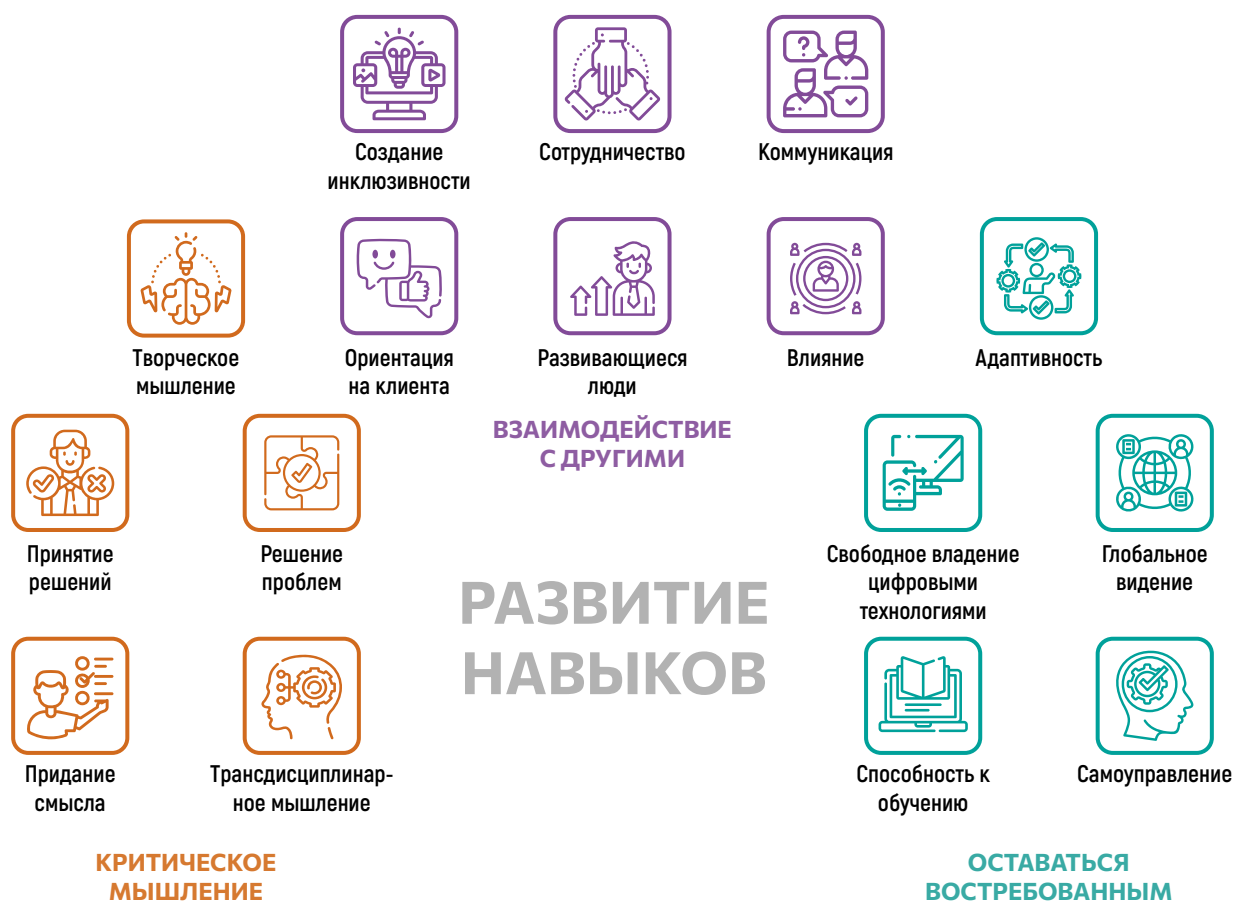 Создание
инклюзивности
Сотрудничество
Коммуникация
Творческое
мышление
Ориентация
на клиента
Развивающиеся
люди
Влияние
Адаптивность
ВЗАИМОДЕЙСТВИЕ
С ДРУГИМИ
Принятие
решений
Решение
проблем
Свободное владение
цифровыми
технологиями
Глобальное
видение
РАЗВИТИЕ
НАВЫКОВ
Придание
смысла
Трансдисциплинар-
ное мышление
Способность к
обучению
Самоуправление
КРИТИЧЕСКОЕ
МЫШЛЕНИЕ
ОСТАВАТЬСЯ
ВОСТРЕБОВАННЫМ